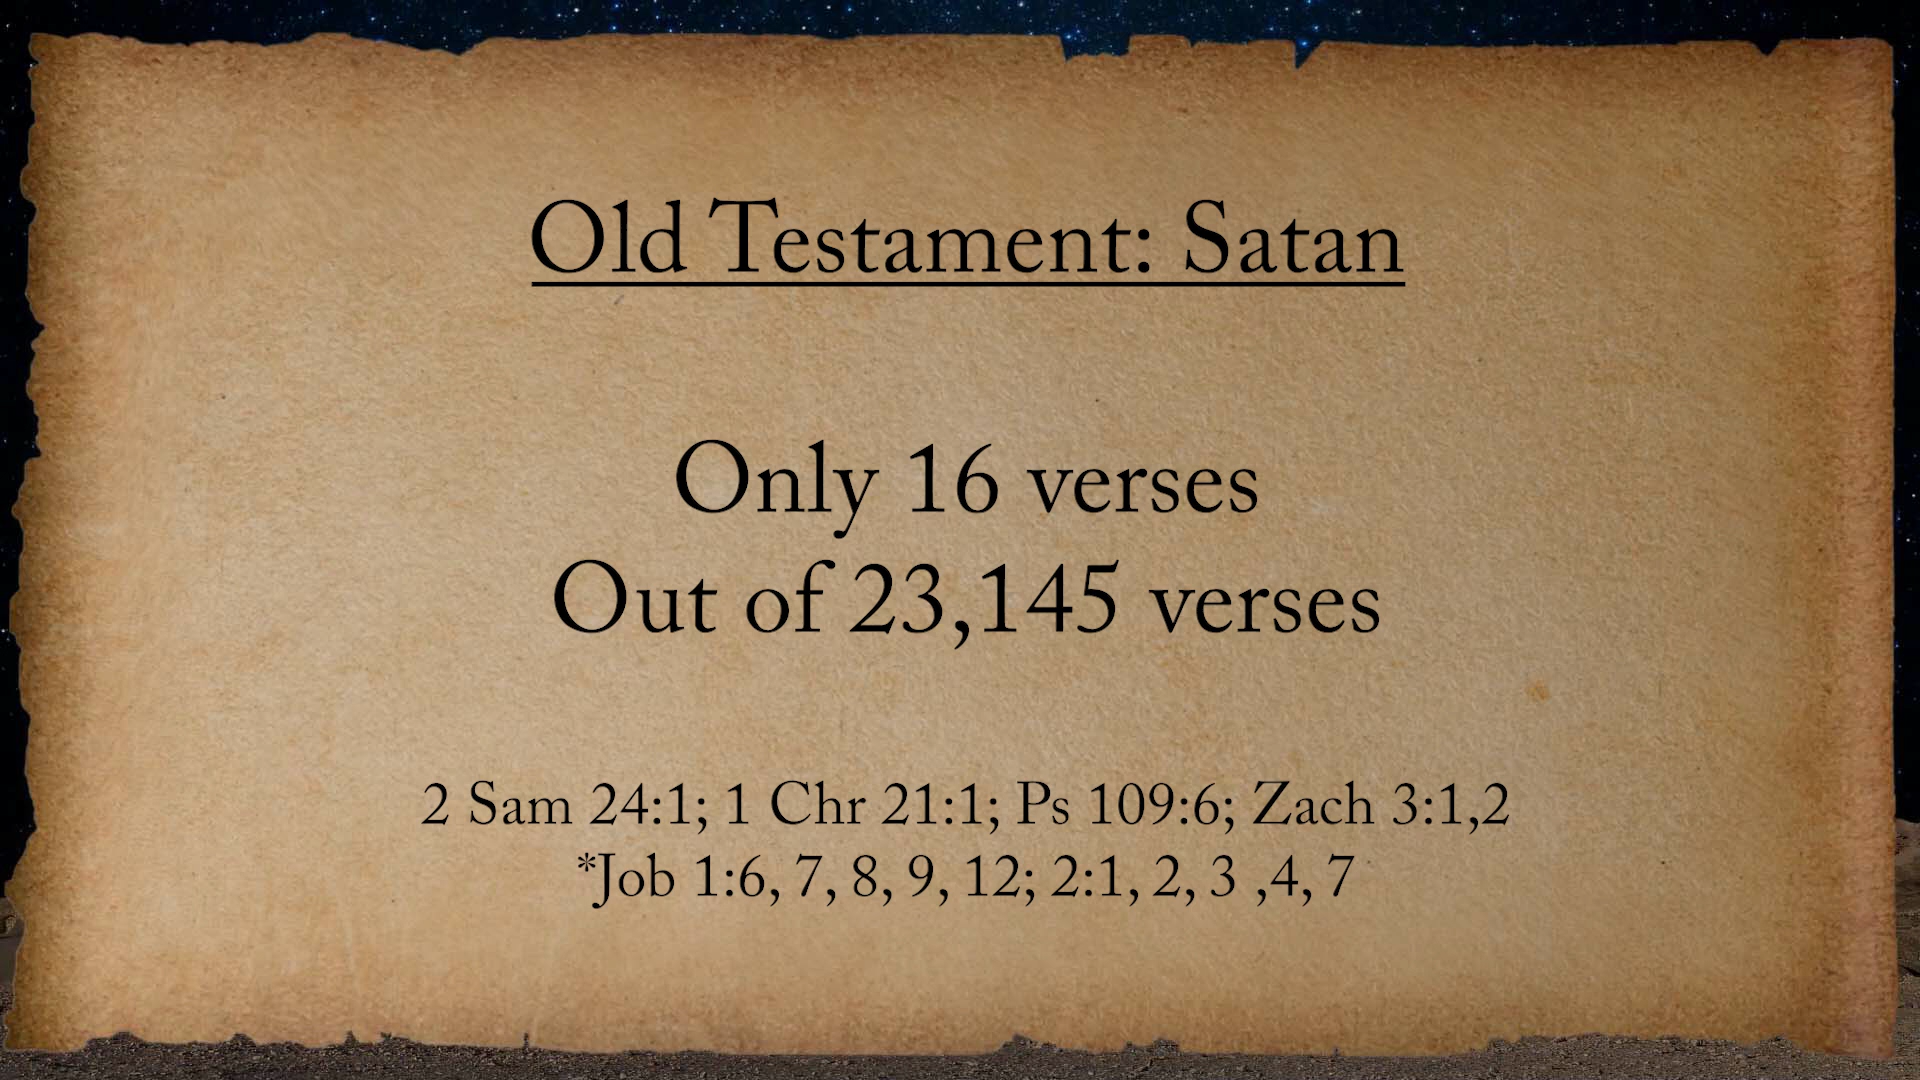 Old Testament: Satan
Only 16 verses
Out of 23,145 verses
2 Sam 24:1; 1 Chr 21:1; Ps 109:6; Zach 3:1,2
*Job 1:6, 7, 8, 9, 12; 2:1, 2, 3 ,4, 7